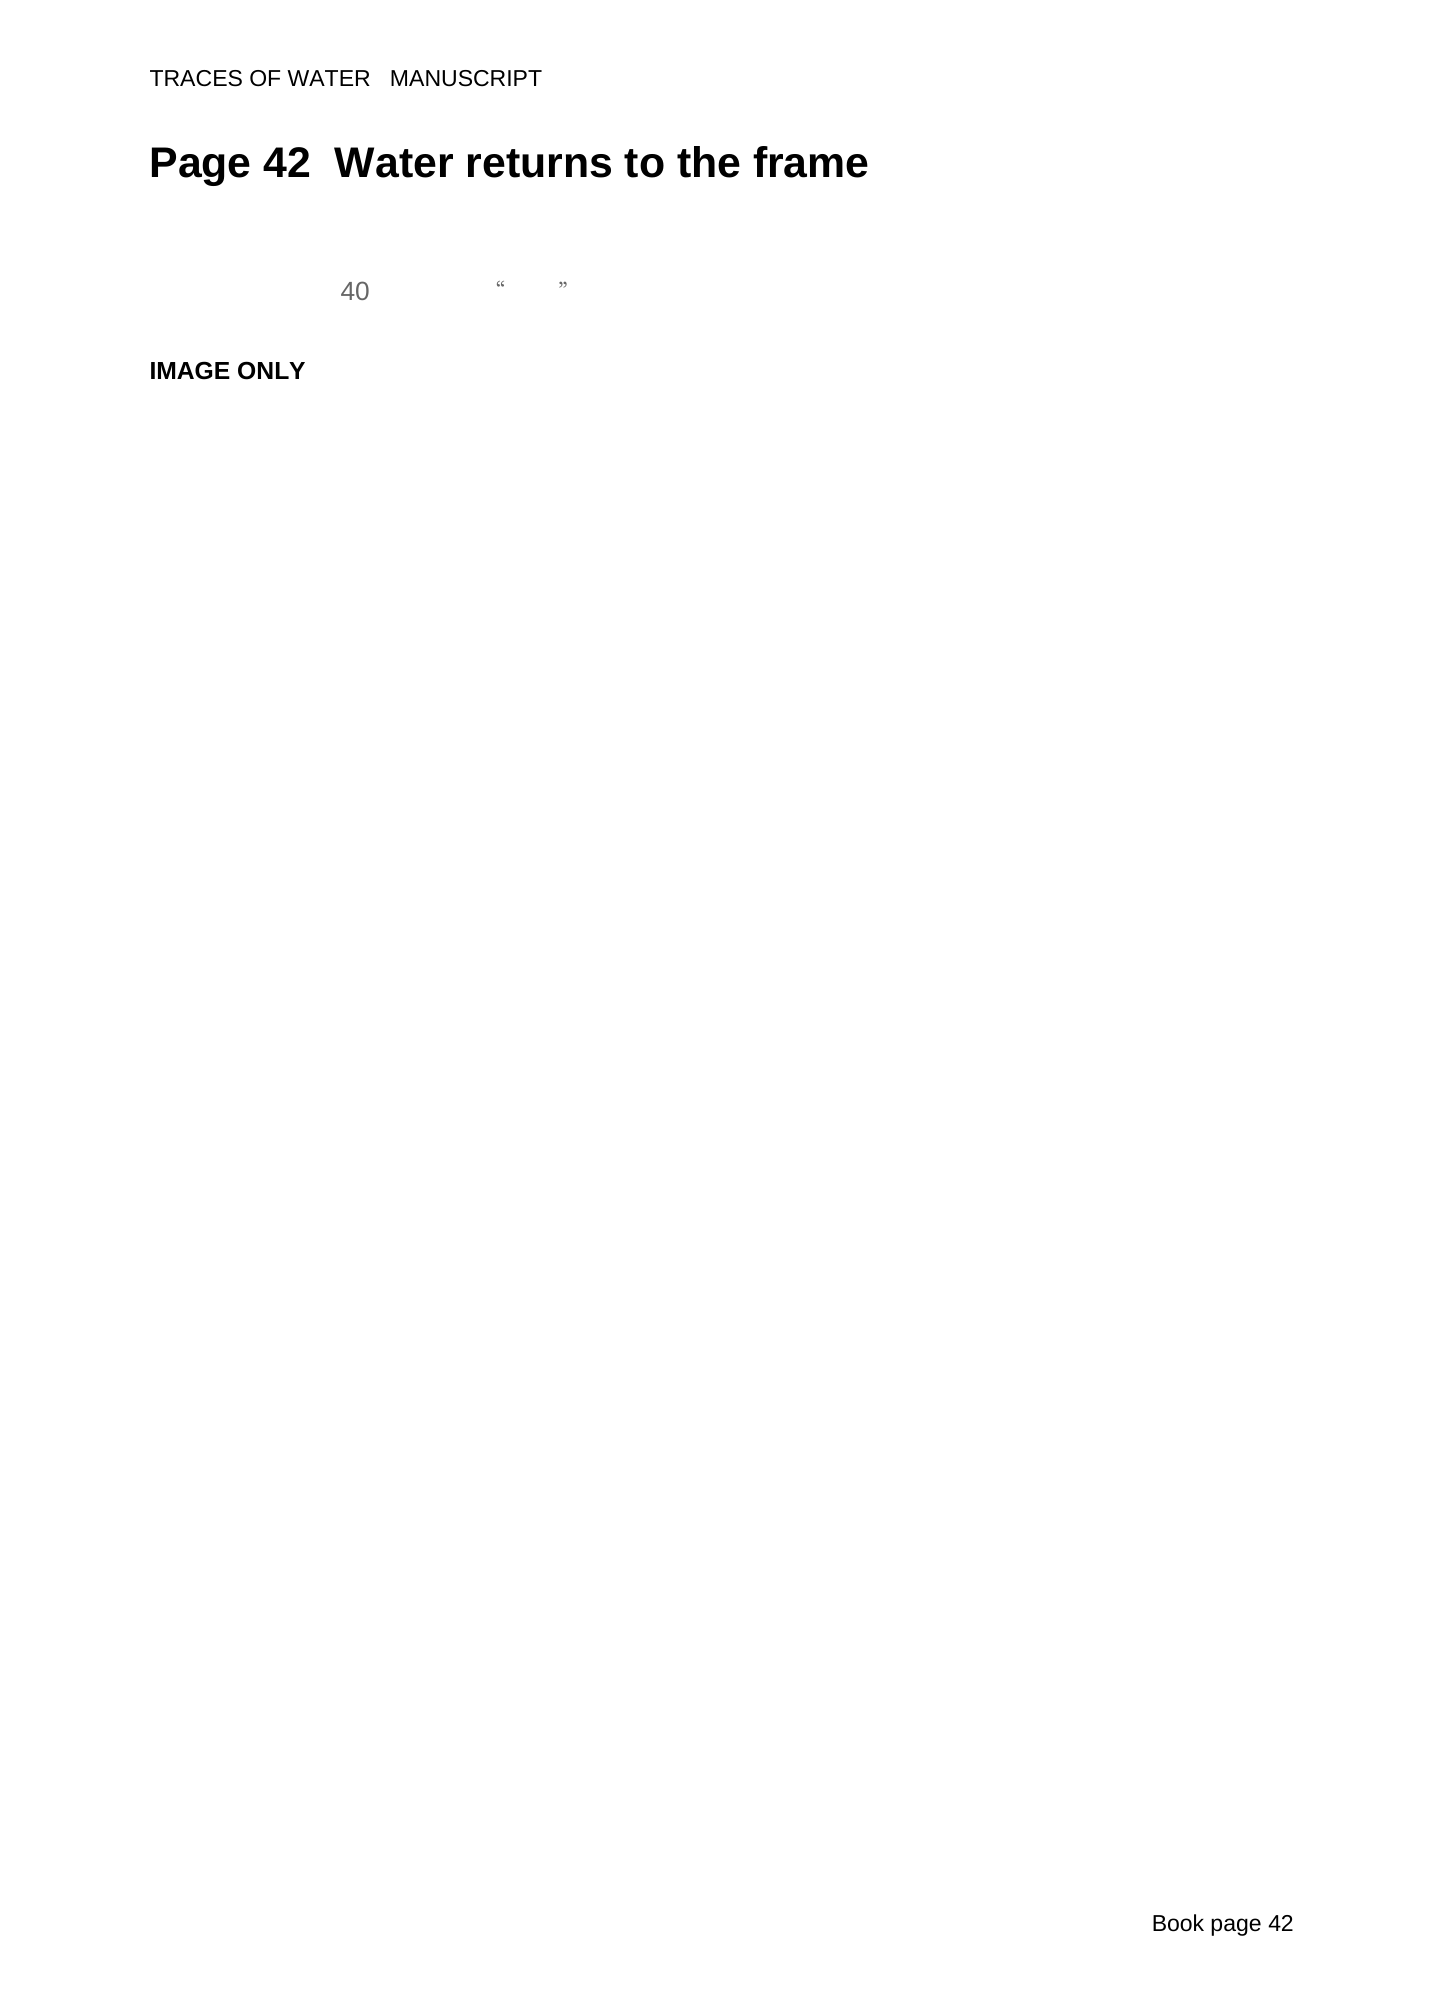 TRACES OF WATER   MANUSCRIPT
Page 42  Water returns to the frame
40 “ ”
IMAGE ONLY
Book page 42